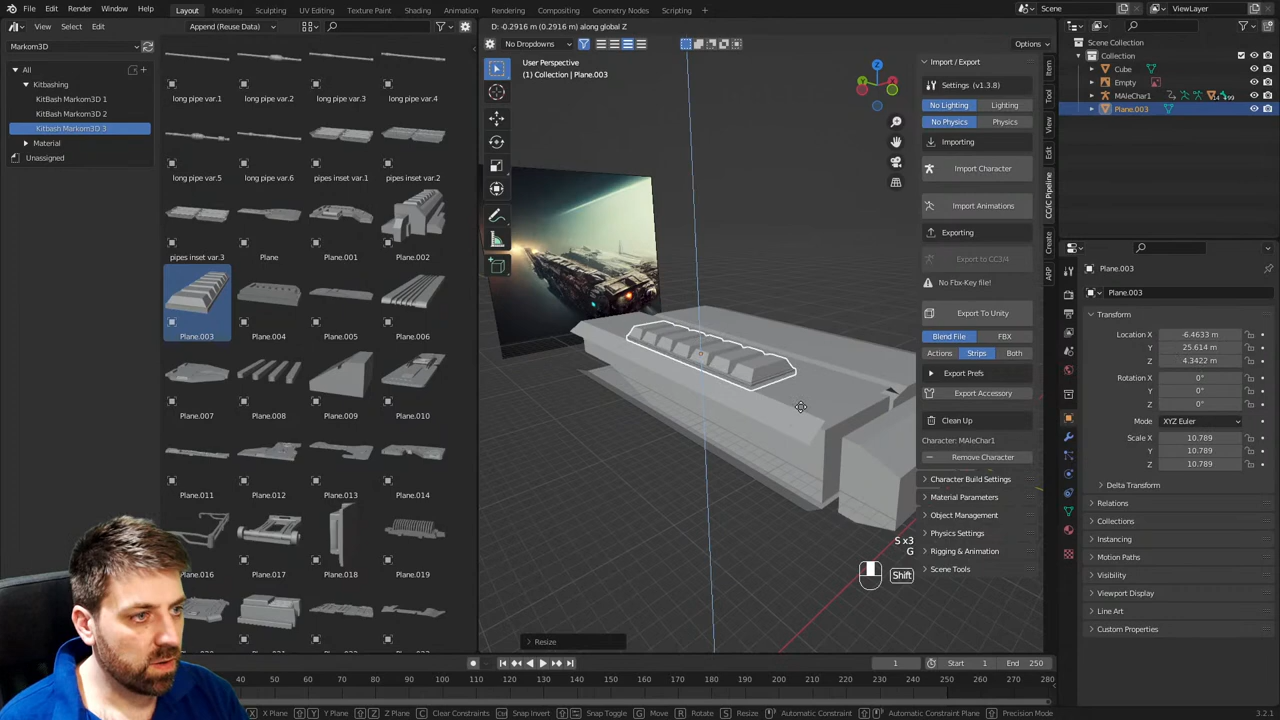 File Edit Render Window Help
Layout Modeling Sculpting UV Editing Texture Paint Shading Animation Rendering Compositing Geometry Nodes Scripting
Scene
ViewLayer
View Select Edit
Append (Reuse Data)
D: -0.2916 m (0.2916 m) along global Z
Markom3D
No Dropdowns
Options
All
Kitbashing
KitBash Markom3D 1
KitBash Markom3D 2
Kitbash Markom3D 3
Material
Unassigned
long pipe var.1 long pipe var.2 long pipe var.3 long pipe var.4
long pipe var.5 long pipe var.6 pipes inset var.1 pipes inset var.2
pipes inset var.3 Plane Plane.001 Plane.002
Plane.003 Plane.004 Plane.005 Plane.006
Plane.007 Plane.008 Plane.009 Plane.010
Plane.011 Plane.012 Plane.013 Plane.014
Plane.016 Plane.017 Plane.018 Plane.019
User Perspective
(1) Collection | Plane.003
Z
S x3
G
Shift
Resize
Import / Export
Settings (v1.3.8)
No Lighting Lighting
No Physics Physics
Importing
Import Character
Import Animations
Exporting
Export to CC3/4
No Fbx-Key file!
Export To Unity
Blend File FBX
Actions Strips Both
Export Prefs
Export Accessory
Clean Up
Character: MAleChar1
Remove Character
Character Build Settings
Material Parameters
Object Management
Physics Settings
Rigging & Animation
Scene Tools
Item
Tool
View
Edit
CC/iC Pipeline
Create
ARP
Scene Collection
Collection
Cube
Empty
MAleChar1
Plane.003
Plane.003
Plane.003
Transform
Location X -6.4633 m
Y 25.614 m
Z 4.3422 m
Rotation X 0°
Y 0°
Z 0°
Mode XYZ Euler
Scale X 10.789
Y 10.789
Z 10.789
Delta Transform
Relations
Collections
Instancing
Motion Paths
Visibility
Viewport Display
Line Art
Custom Properties
1 Start 1 End 250
40 50 60 70 80 90 100 110 120 130 140 150 160 170 180 190 200 210 220 230 240 250 260 270 280
X X Plane Y Y Plane Z Z Plane C Clear Constraints Snap Invert Snap Toggle G Move R Rotate S Resize Automatic Constraint Automatic Constraint Plane Precision Mode
3.2.1